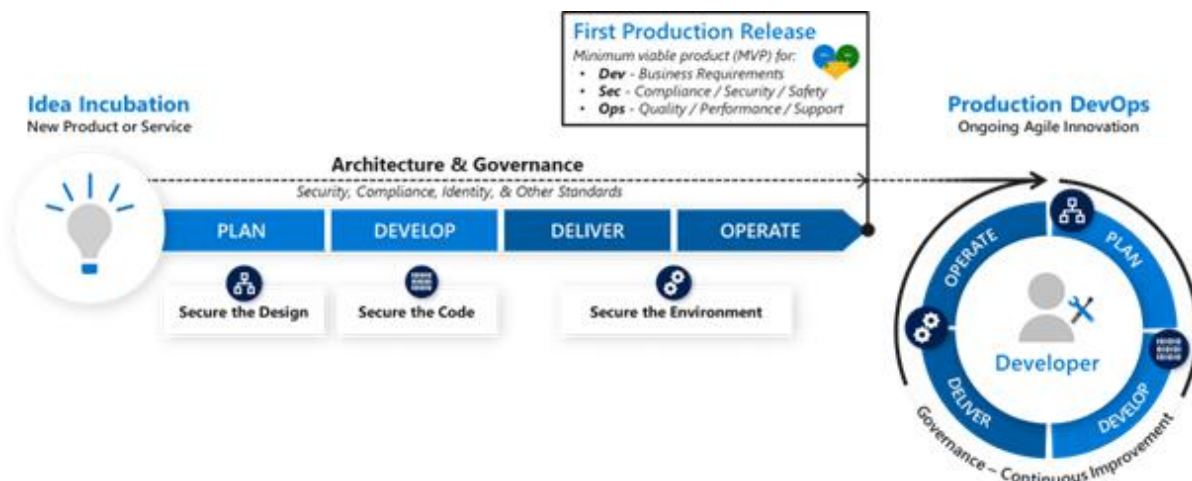 First Production Release
Minimum viable product (MVP) for:
• Dev - Business Requirements
• Sec - Compliance / Security / Safety
• Ops - Quality / Performance / Support
Idea Incubation
New Product or Service
Production DevOps
Ongoing Agile Innovation
Architecture & Governance
Security, Compliance, Identity, & Other Standards
PLAN
DEVELOP
DELIVER
OPERATE
Secure the Design
Secure the Code
Secure the Environment
OPERATE
PLAN
Developer
DELIVER
DEVELOP
Governance – Continuous Improvement